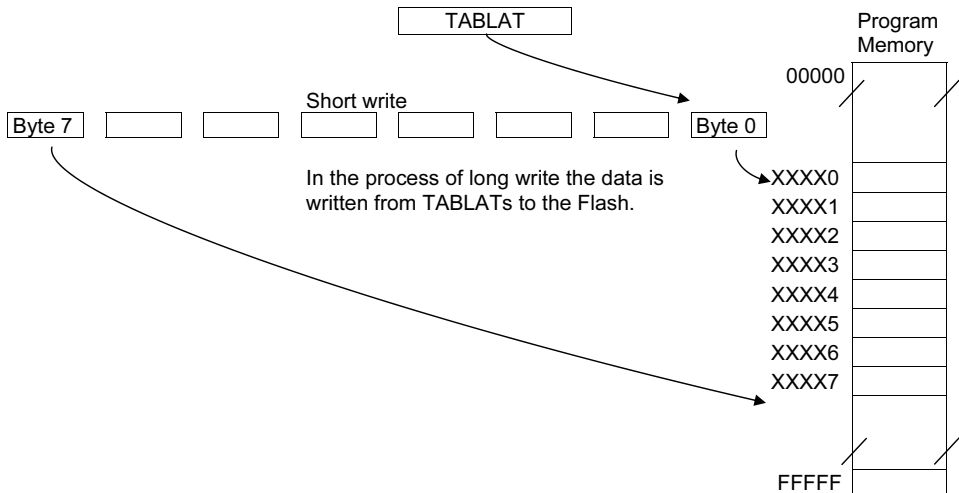 TABLAT
Program
Memory
00000
Short write
Byte 7
Byte 0
In the process of long write the data is
written from TABLATs to the Flash.
XXXX0
XXXX1
XXXX2
XXXX3
XXXX4
XXXX5
XXXX6
XXXX7
FFFFF